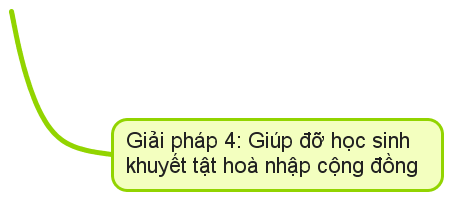 Giải pháp 4: Giúp đỡ học sinh
khuyết tật hoà nhập cộng đồng